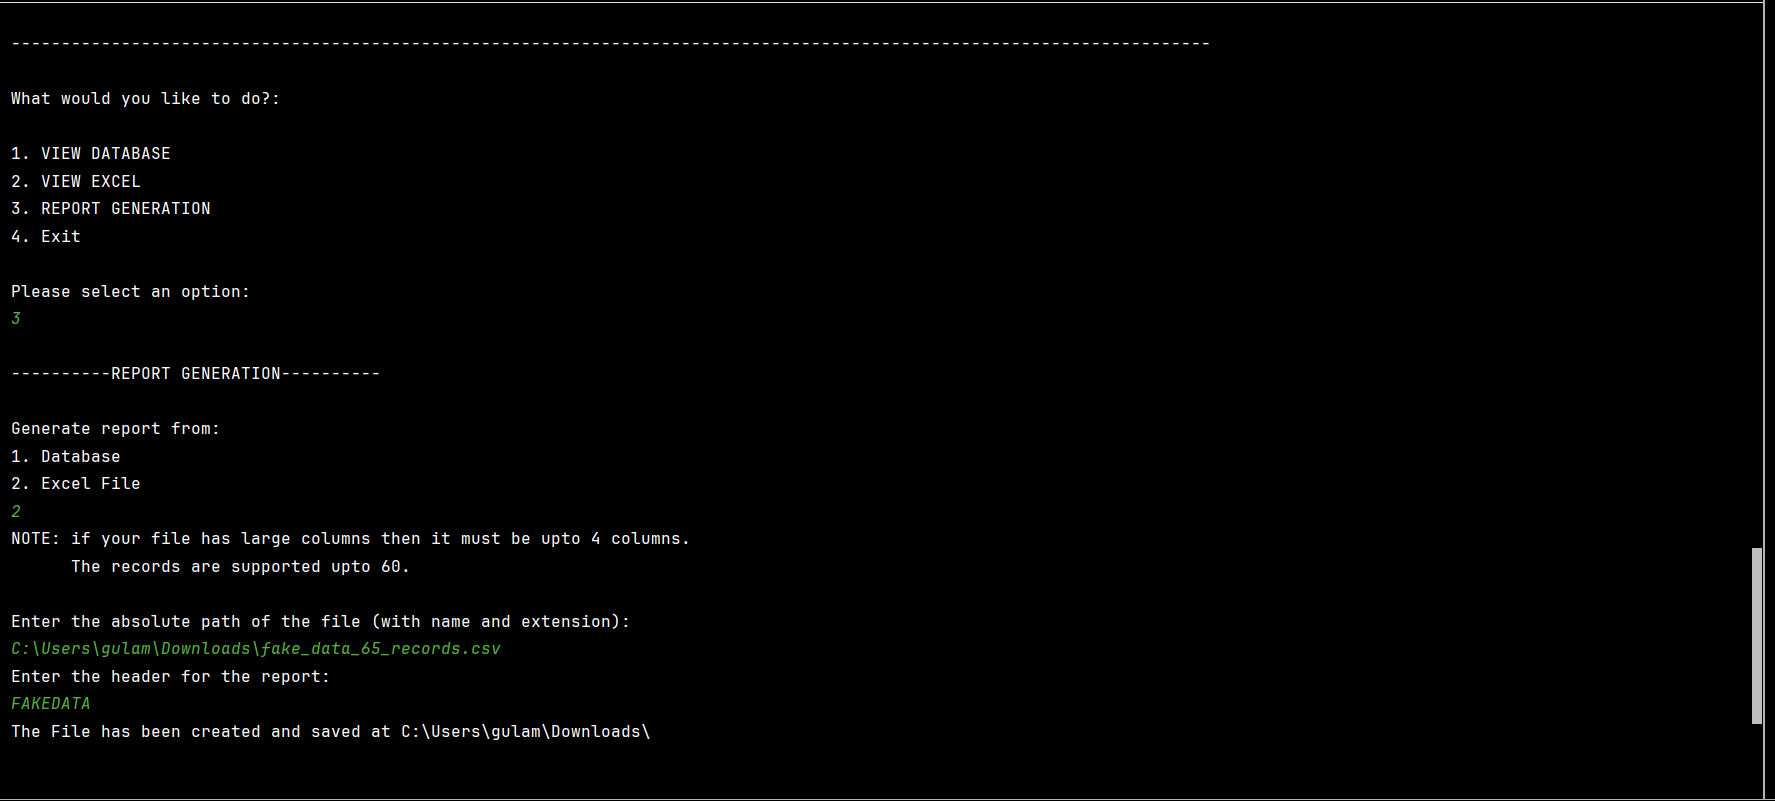 ------------------------------------------------------------------------------------------------------------------------
What would you like to do?:
1. VIEW DATABASE
2. VIEW EXCEL
3. REPORT GENERATION
4. Exit
Please select an option:
3
----------REPORT GENERATION----------
Generate report from:
1. Database
2. Excel File
2
NOTE: if your file has large columns then it must be upto 4 columns.
The records are supported upto 60.
Enter the absolute path of the file (with name and extension):
C:\Users\gulam\Downloads\fake_data_65_records.csv
Enter the header for the report:
FAKEDATA
The File has been created and saved at C:\Users\gulam\Downloads\